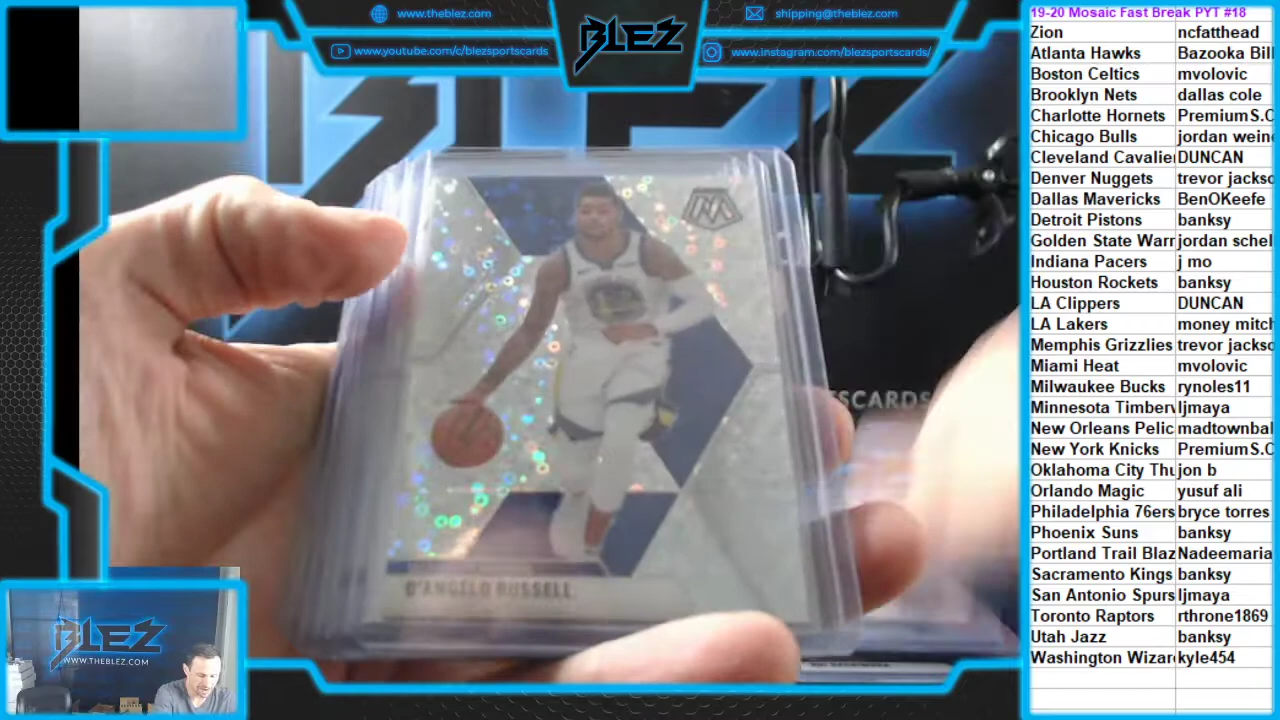 www.theblez.com
shipping@theblez.com
BLEZ
www.youtube.com/c/blezsportscards
www.instagram.com/blezsportscards/
19-20 Mosaic Fast Break PYT #18
Zion ncfatthead
Atlanta Hawks Bazooka Bill
Boston Celtics mvolovic
Brooklyn Nets dallas cole
Charlotte Hornets PremiumS.C
Chicago Bulls jordan wein
Cleveland Cavalier DUNCAN
Denver Nuggets trevor jackso
Dallas Mavericks BenOKeefe
Detroit Pistons banksy
Golden State Warr jordan schel
Indiana Pacers j mo
Houston Rockets banksy
LA Clippers DUNCAN
LA Lakers money mitch
Memphis Grizzlies trevor jackso
Miami Heat mvolovic
Milwaukee Bucks rynoles11
Minnesota Timberv ljmaya
New Orleans Pelic madtownbal
New York Knicks PremiumS.C
Oklahoma City Thu jon b
Orlando Magic yusuf ali
Philadelphia 76ers bryce torres
Phoenix Suns banksy
Portland Trail Blaz Nadeemaria
Sacramento Kings banksy
San Antonio Spurs ljmaya
Toronto Raptors rthrone1869
Utah Jazz banksy
Washington Wizar kyle454
D'ANGELO RUSSELL
SCARDS
BLEZ
WWW.THEBLEZ.COM